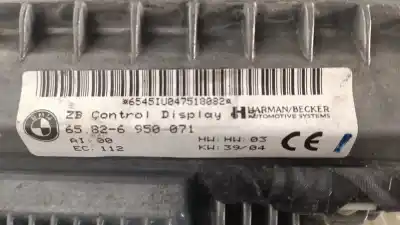 *6545IU047518082*
ZB Control Display HARMAN/BECKER
AUTOMOTIVE SYSTEMS
65.82-6 950 071
AI: 00 HW: HW: 03
EC: 112 KW: 39/04 CE